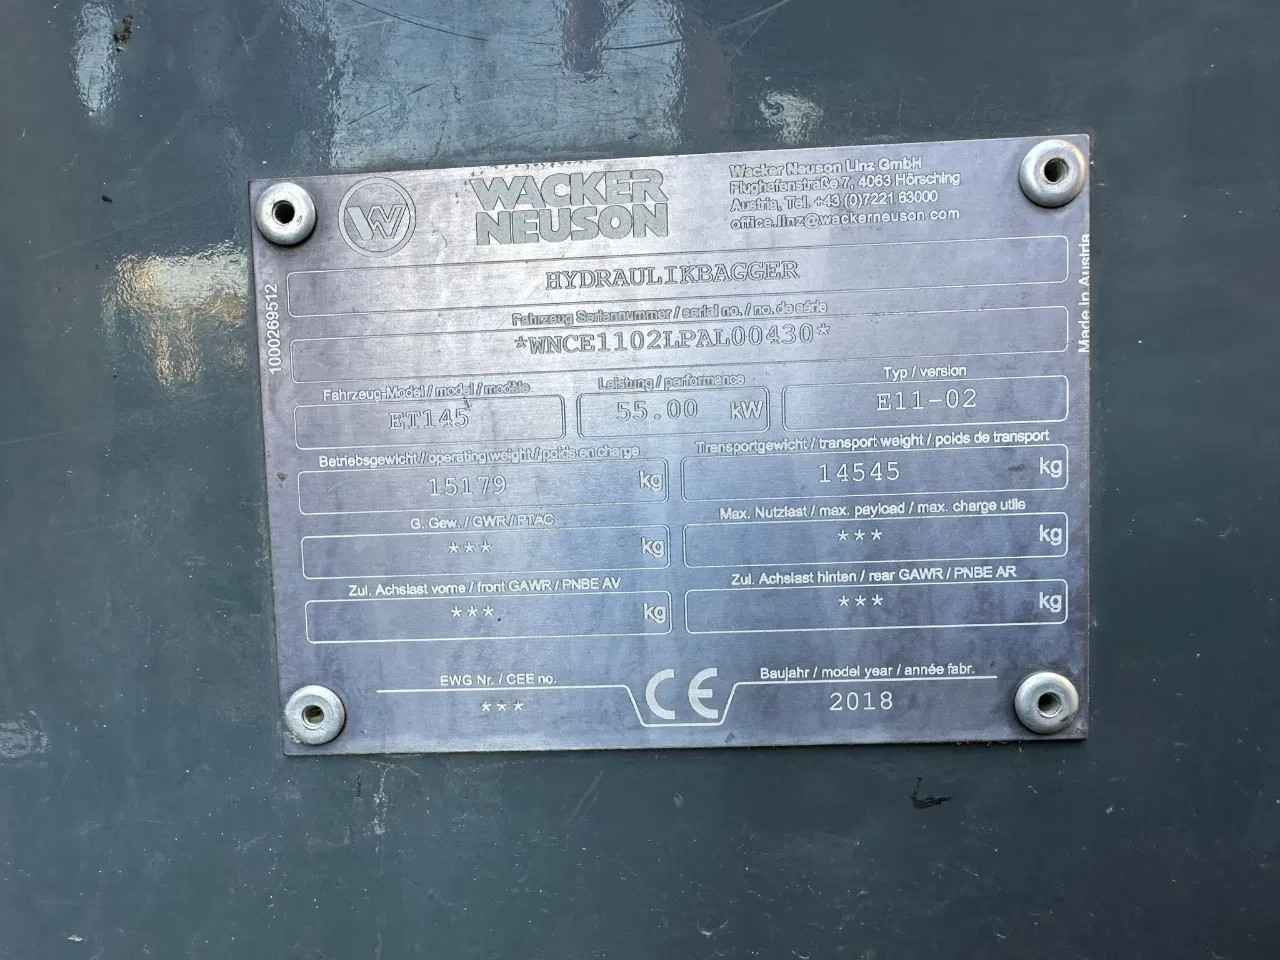 W
WACKER
NEUSON
Wacker Neuson Linz GmbH
Flughafenstraße 7, 4063 Hörsching
Austria, Tel. +43 (0)7221 63000
office.linz@wackerneuson.com
HYDRAULIKBAGGER
Fahrzeug Seriennummer / serial no. / no. de série
*WNCE1102LPAL00430*
Fahrzeug-Modell / model / modèle
Leistung / performance
Typ / version
ET145
55.00 kW
E11-02
Betriebsgewicht / operating weight / poids en charge
Transportgewicht / transport weight / poids de transport
15179 kg
14545 kg
G. Gew. / GWR / PTAC
Max. Nutzlast / max. payload / max. charge utile
*** kg
*** kg
Zul. Achslast vorne / front GAWR / PNBE AV
Zul. Achslast hinten / rear GAWR / PNBE AR
*** kg
*** kg
EWG Nr. / CEE no.
***
CE
Baujahr / model year / année fabr.
2018
1000269512
Made in Austria